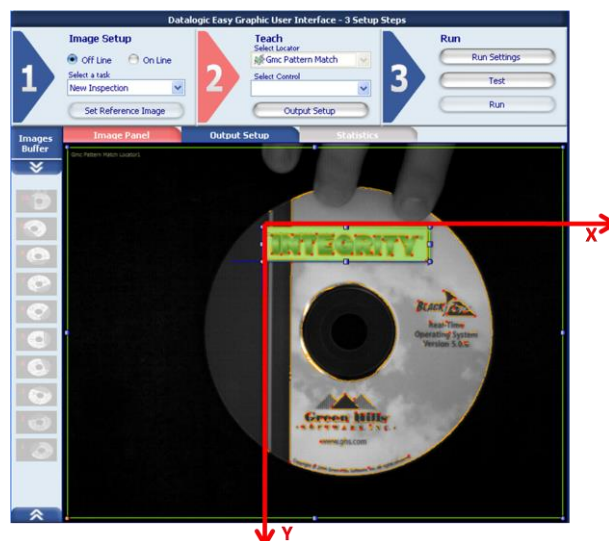 Datalogic Easy Graphic User Interface - 3 Setup Steps
1
Image Setup
Off Line
On Line
Select a task
New Inspection
Set Reference Image
2
Teach
Select Locator
Gmc Pattern Match
Select Control
Output Setup
3
Run
Run Settings
Test
Run
Images
Buffer
Image Panel
Output Setup
Statistics
Gmc Pattern Match Locator1
X
INTEGRITY
Real-Time
Operating System
Version 5.0
Green Hills
www.ghs.com
Y